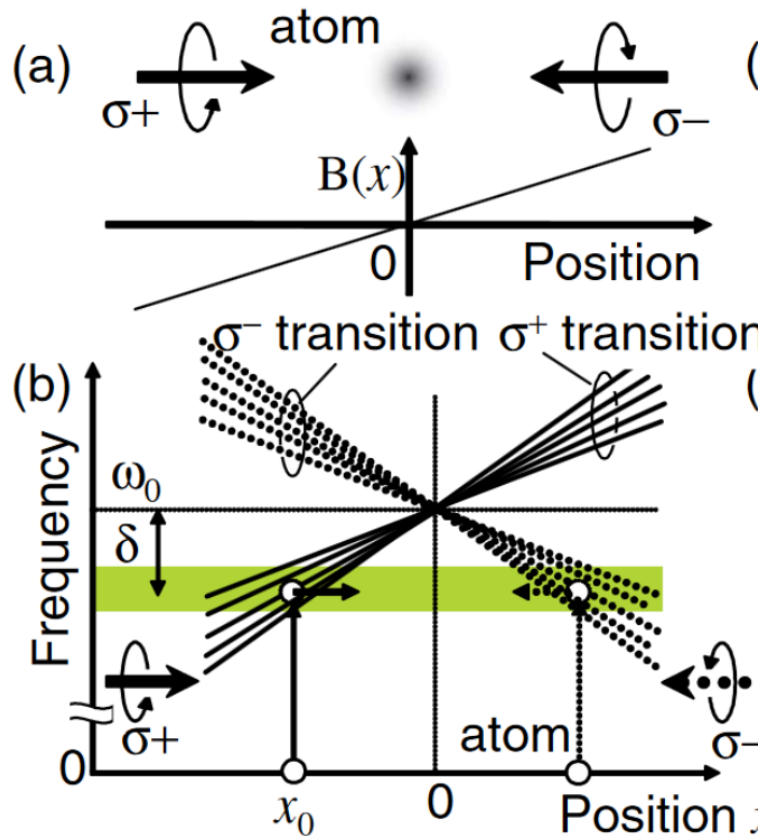 (a)
atom
(
σ+
σ−
B(x)
0
Position
σ⁻ transition σ⁺ transition
(b)
(
Frequency
ω₀
δ
σ+
atom
σ−
0
x₀
0
Position x